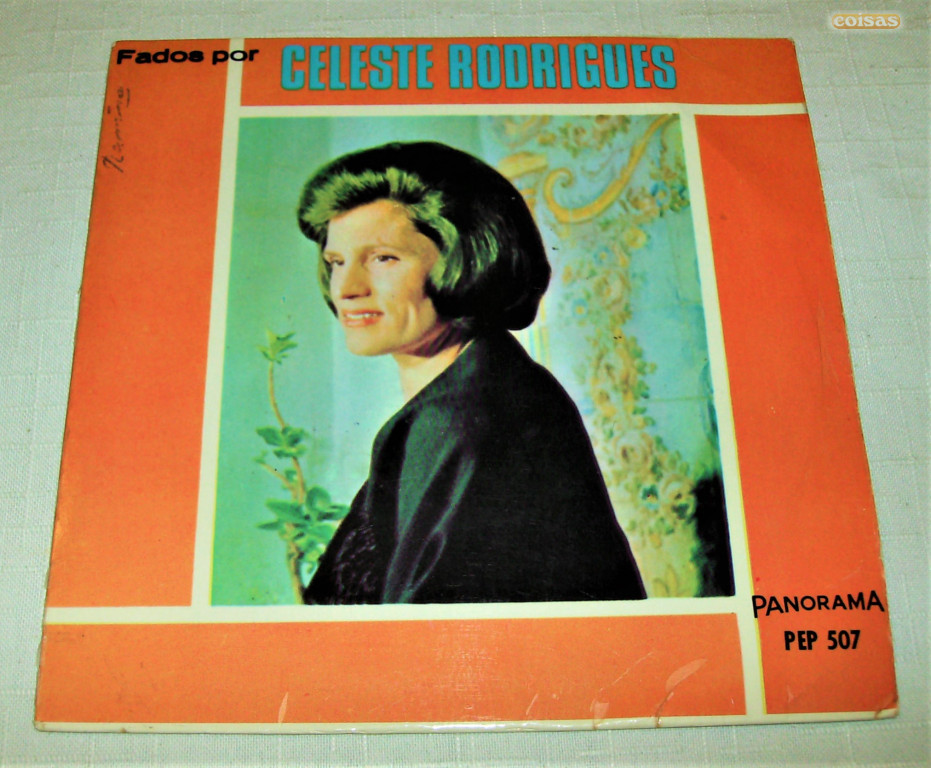 coisas
Fados por CELESTE RODRIGUES
PANORAMA
PEP 507